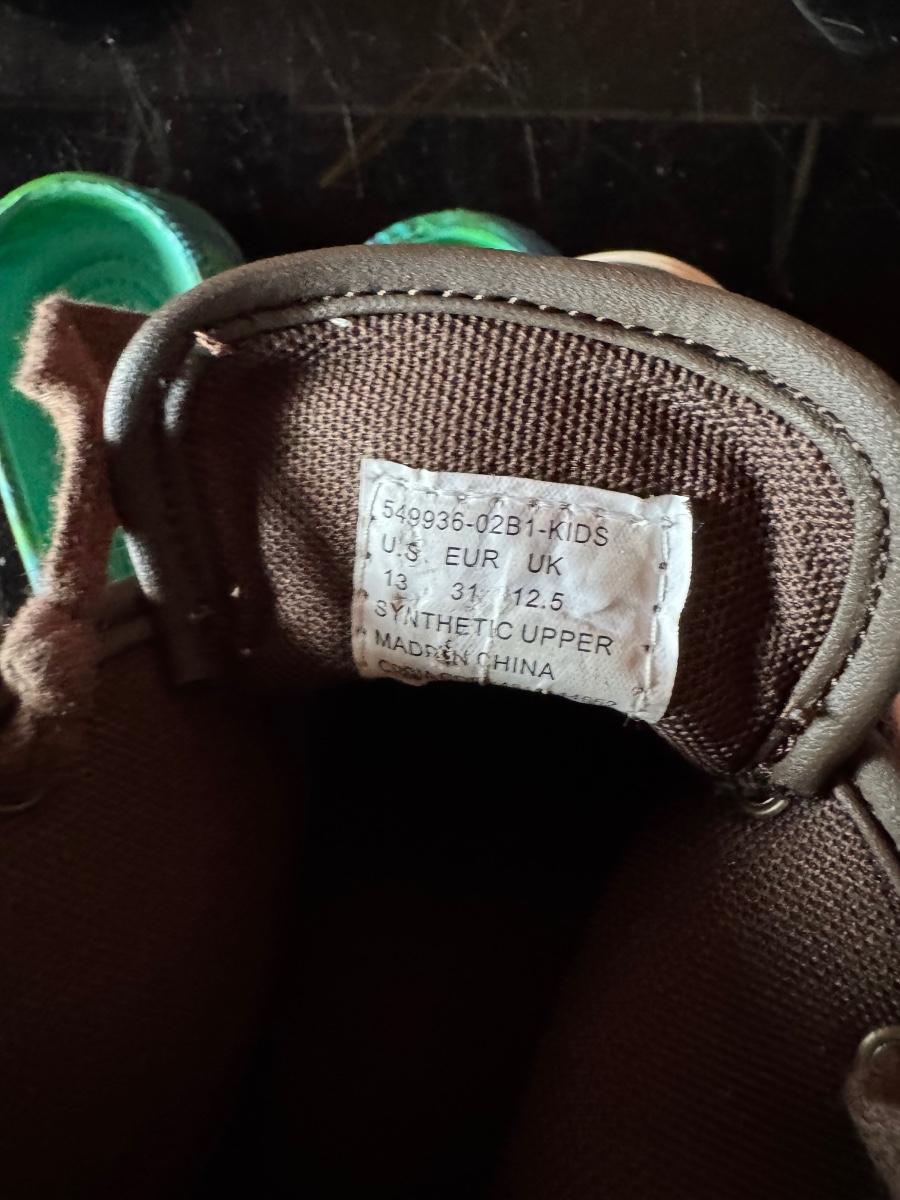 549936-02B1-KIDS
U.S EUR UK
13 31 12.5
SYNTHETIC UPPER
MADE IN CHINA